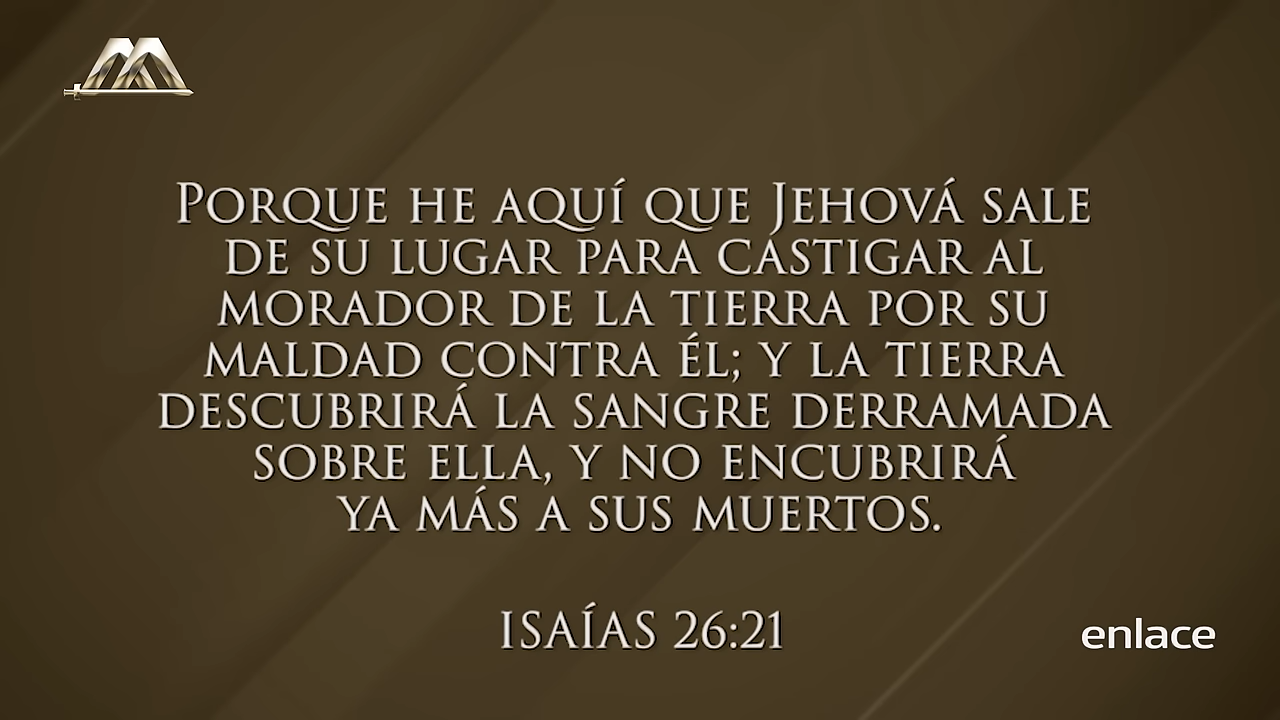 Porque he aquí que Jehová sale
de su lugar para castigar al
morador de la tierra por su
maldad contra él; y la tierra
descubrirá la sangre derramada
sobre ella, y no encubrirá
ya más a sus muertos.
Isaías 26:21
enlace